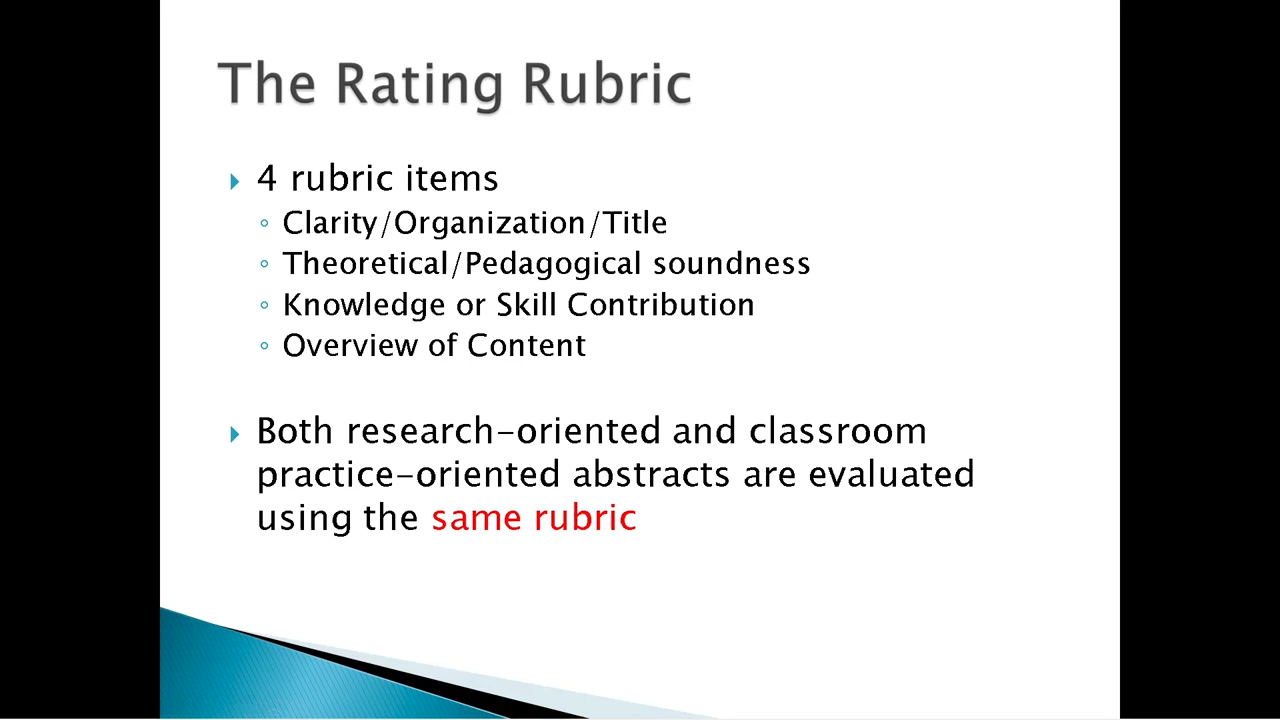 The Rating Rubric
4 rubric items
Clarity/Organization/Title
Theoretical/Pedagogical soundness
Knowledge or Skill Contribution
Overview of Content
Both research-oriented and classroom
practice-oriented abstracts are evaluated
using the same rubric